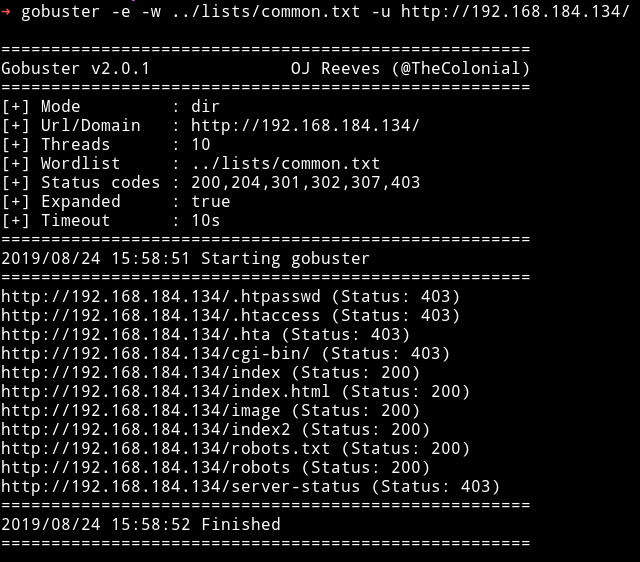 → gobuster -e -w ../lists/common.txt -u http://192.168.184.134/
=====================================================
Gobuster v2.0.1              OJ Reeves (@TheColonial)
=====================================================
[+] Mode         : dir
[+] Url/Domain   : http://192.168.184.134/
[+] Threads      : 10
[+] Wordlist     : ../lists/common.txt
[+] Status codes : 200,204,301,302,307,403
[+] Expanded     : true
[+] Timeout      : 10s
=====================================================
2019/08/24 15:58:51 Starting gobuster
=====================================================
http://192.168.184.134/.htpasswd (Status: 403)
http://192.168.184.134/.htaccess (Status: 403)
http://192.168.184.134/.hta (Status: 403)
http://192.168.184.134/cgi-bin/ (Status: 403)
http://192.168.184.134/index (Status: 200)
http://192.168.184.134/index.html (Status: 200)
http://192.168.184.134/image (Status: 200)
http://192.168.184.134/index2 (Status: 200)
http://192.168.184.134/robots.txt (Status: 200)
http://192.168.184.134/robots (Status: 200)
http://192.168.184.134/server-status (Status: 403)
=====================================================
2019/08/24 15:58:52 Finished
=====================================================